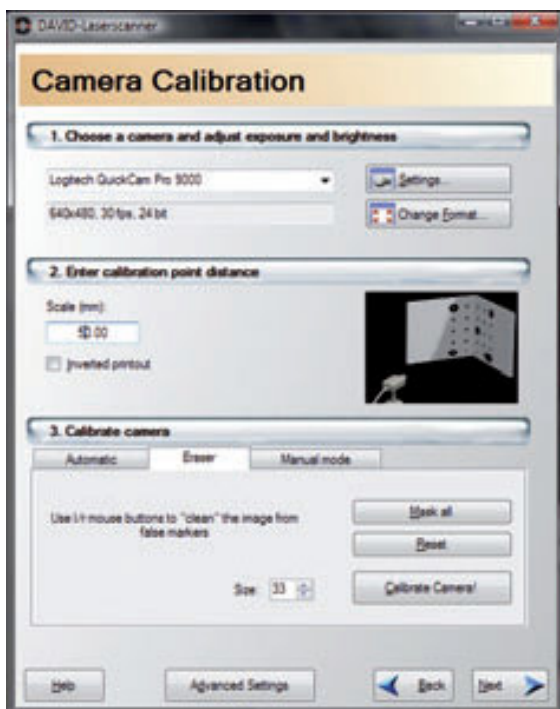 DAVID-Laserscanner
Camera Calibration
1. Choose a camera and adjust exposure and brightness
Logitech QuickCam Pro 9000
Settings...
640x480, 30 fps, 24 bit
Change Format...
2. Enter calibration point distance
Scale (mm):
50.00
Inverted printout
3. Calibrate camera
Automatic
Eraser
Manual mode
Use l/r mouse buttons to "clean" the image from
false markers
Mask all
Reset
Size: 33
Calibrate Camera!
Help
Advanced Settings
Back
Next